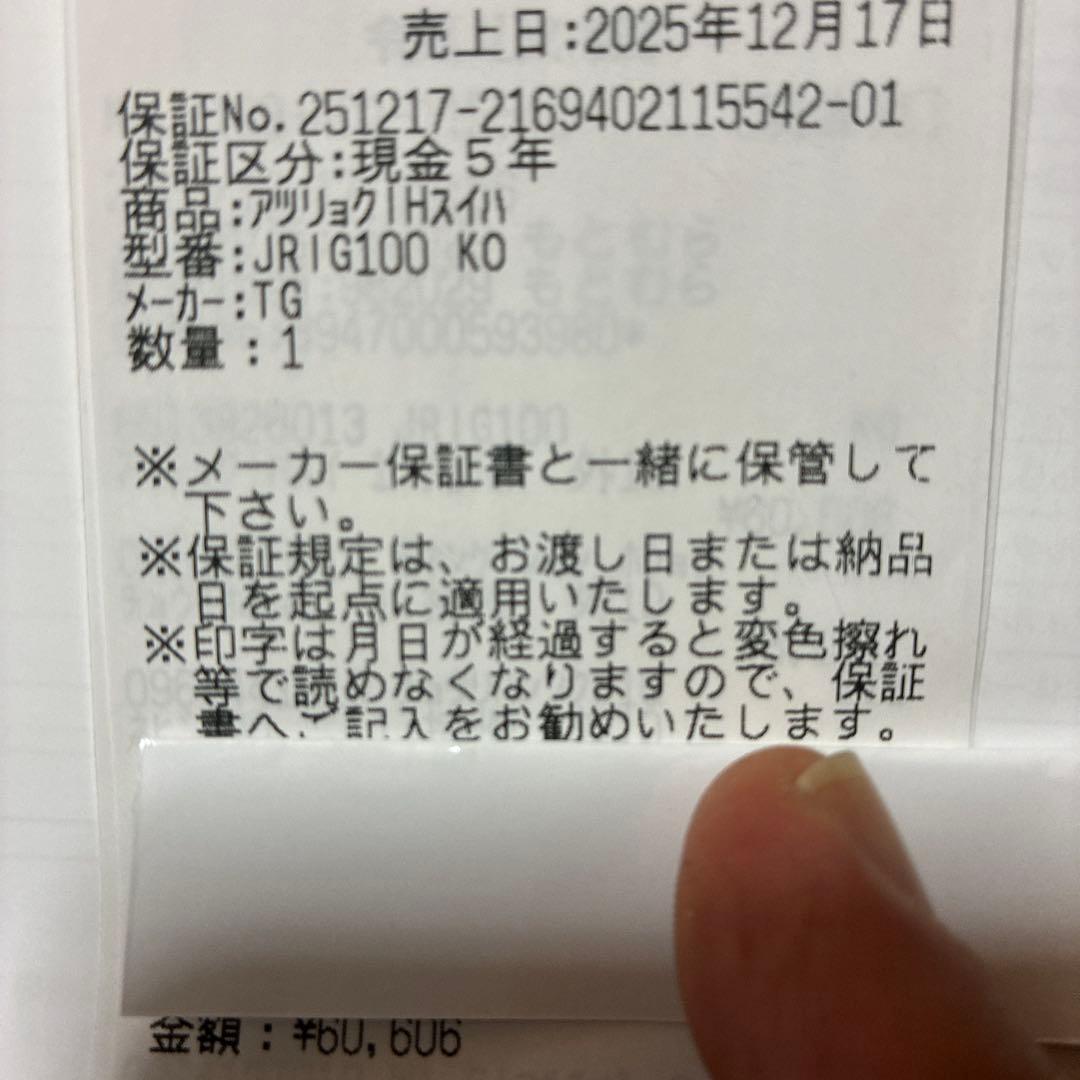 売上日:2025年12月17日
保証No.251217-2169402115542-01
保証区分:現金5年
商品:ｱﾂﾘｮｸIHｽｲﾊ
型番:JRIG100 KO
ﾒｰｶｰ:TG
数量:1
※メーカー保証書と一緒に保管して
下さい。
※保証規定は、お渡し日または納品
日を起点に適用いたします。
※印字は月日が経過すると変色擦れ
等で読めなくなりますので、保証
書へご記入をお勧めいたします。
金額:¥60,606